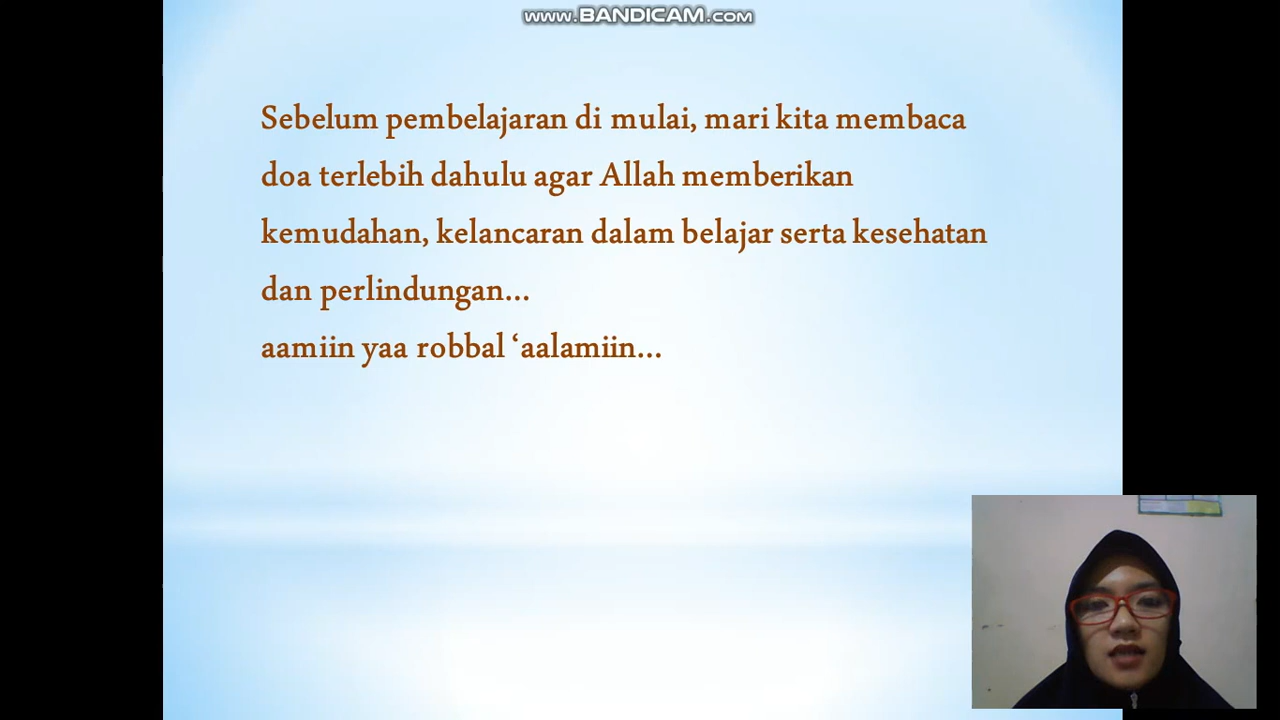 www.BANDICAM.com
Sebelum pembelajaran di mulai, mari kita membaca
doa terlebih dahulu agar Allah memberikan
kemudahan, kelancaran dalam belajar serta kesehatan
dan perlindungan...
aamiin yaa robbal ‘aalamiin...